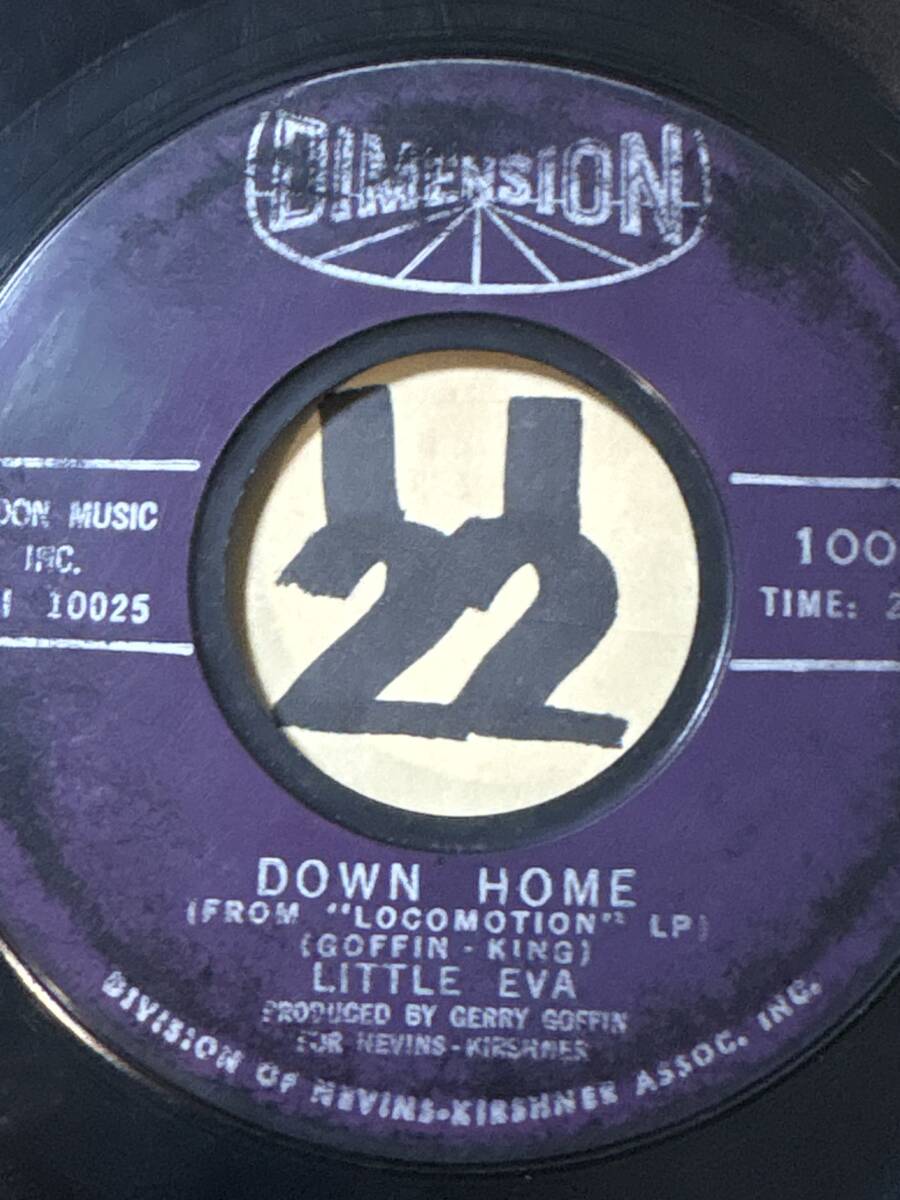 DIMENSION
DON MUSIC
INC.
10025
100
TIME: 2
22
DOWN HOME
(FROM "LOCOMOTION" LP)
(GOFFIN - KING)
LITTLE EVA
PRODUCED BY GERRY GOFFIN
FOR NEVINS-KIRSHNER
DIVISION OF NEVINS-KIRSHNER ASSOC. INC.